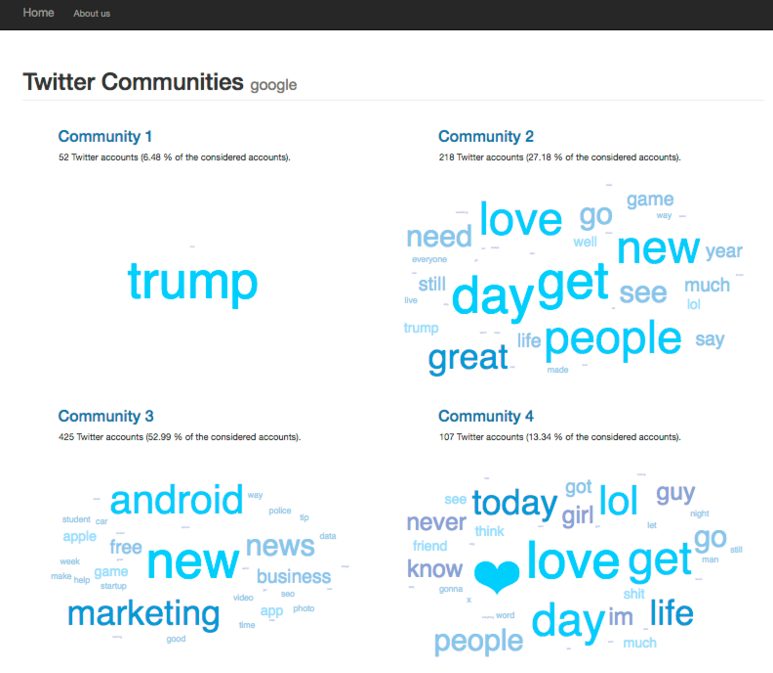 Home About us
Twitter Communities google
Community 1
52 Twitter accounts (6.48 % of the considered accounts).
trump
Community 2
218 Twitter accounts (27.18 % of the considered accounts).
game
love go way
need well new year
everyone
still day get see much
live lol
trump life people say
great
made
Community 3
425 Twitter accounts (52.99 % of the considered accounts).
android way
student car police tip
apple free new news data
week
make help game business
startup
video seo
marketing app photo
time
good
Community 4
107 Twitter accounts (13.34 % of the considered accounts).
see today got lol guy
never girl night
think let
friend go still
know ❤ love get man
gonna shit
x
word day im life
people much